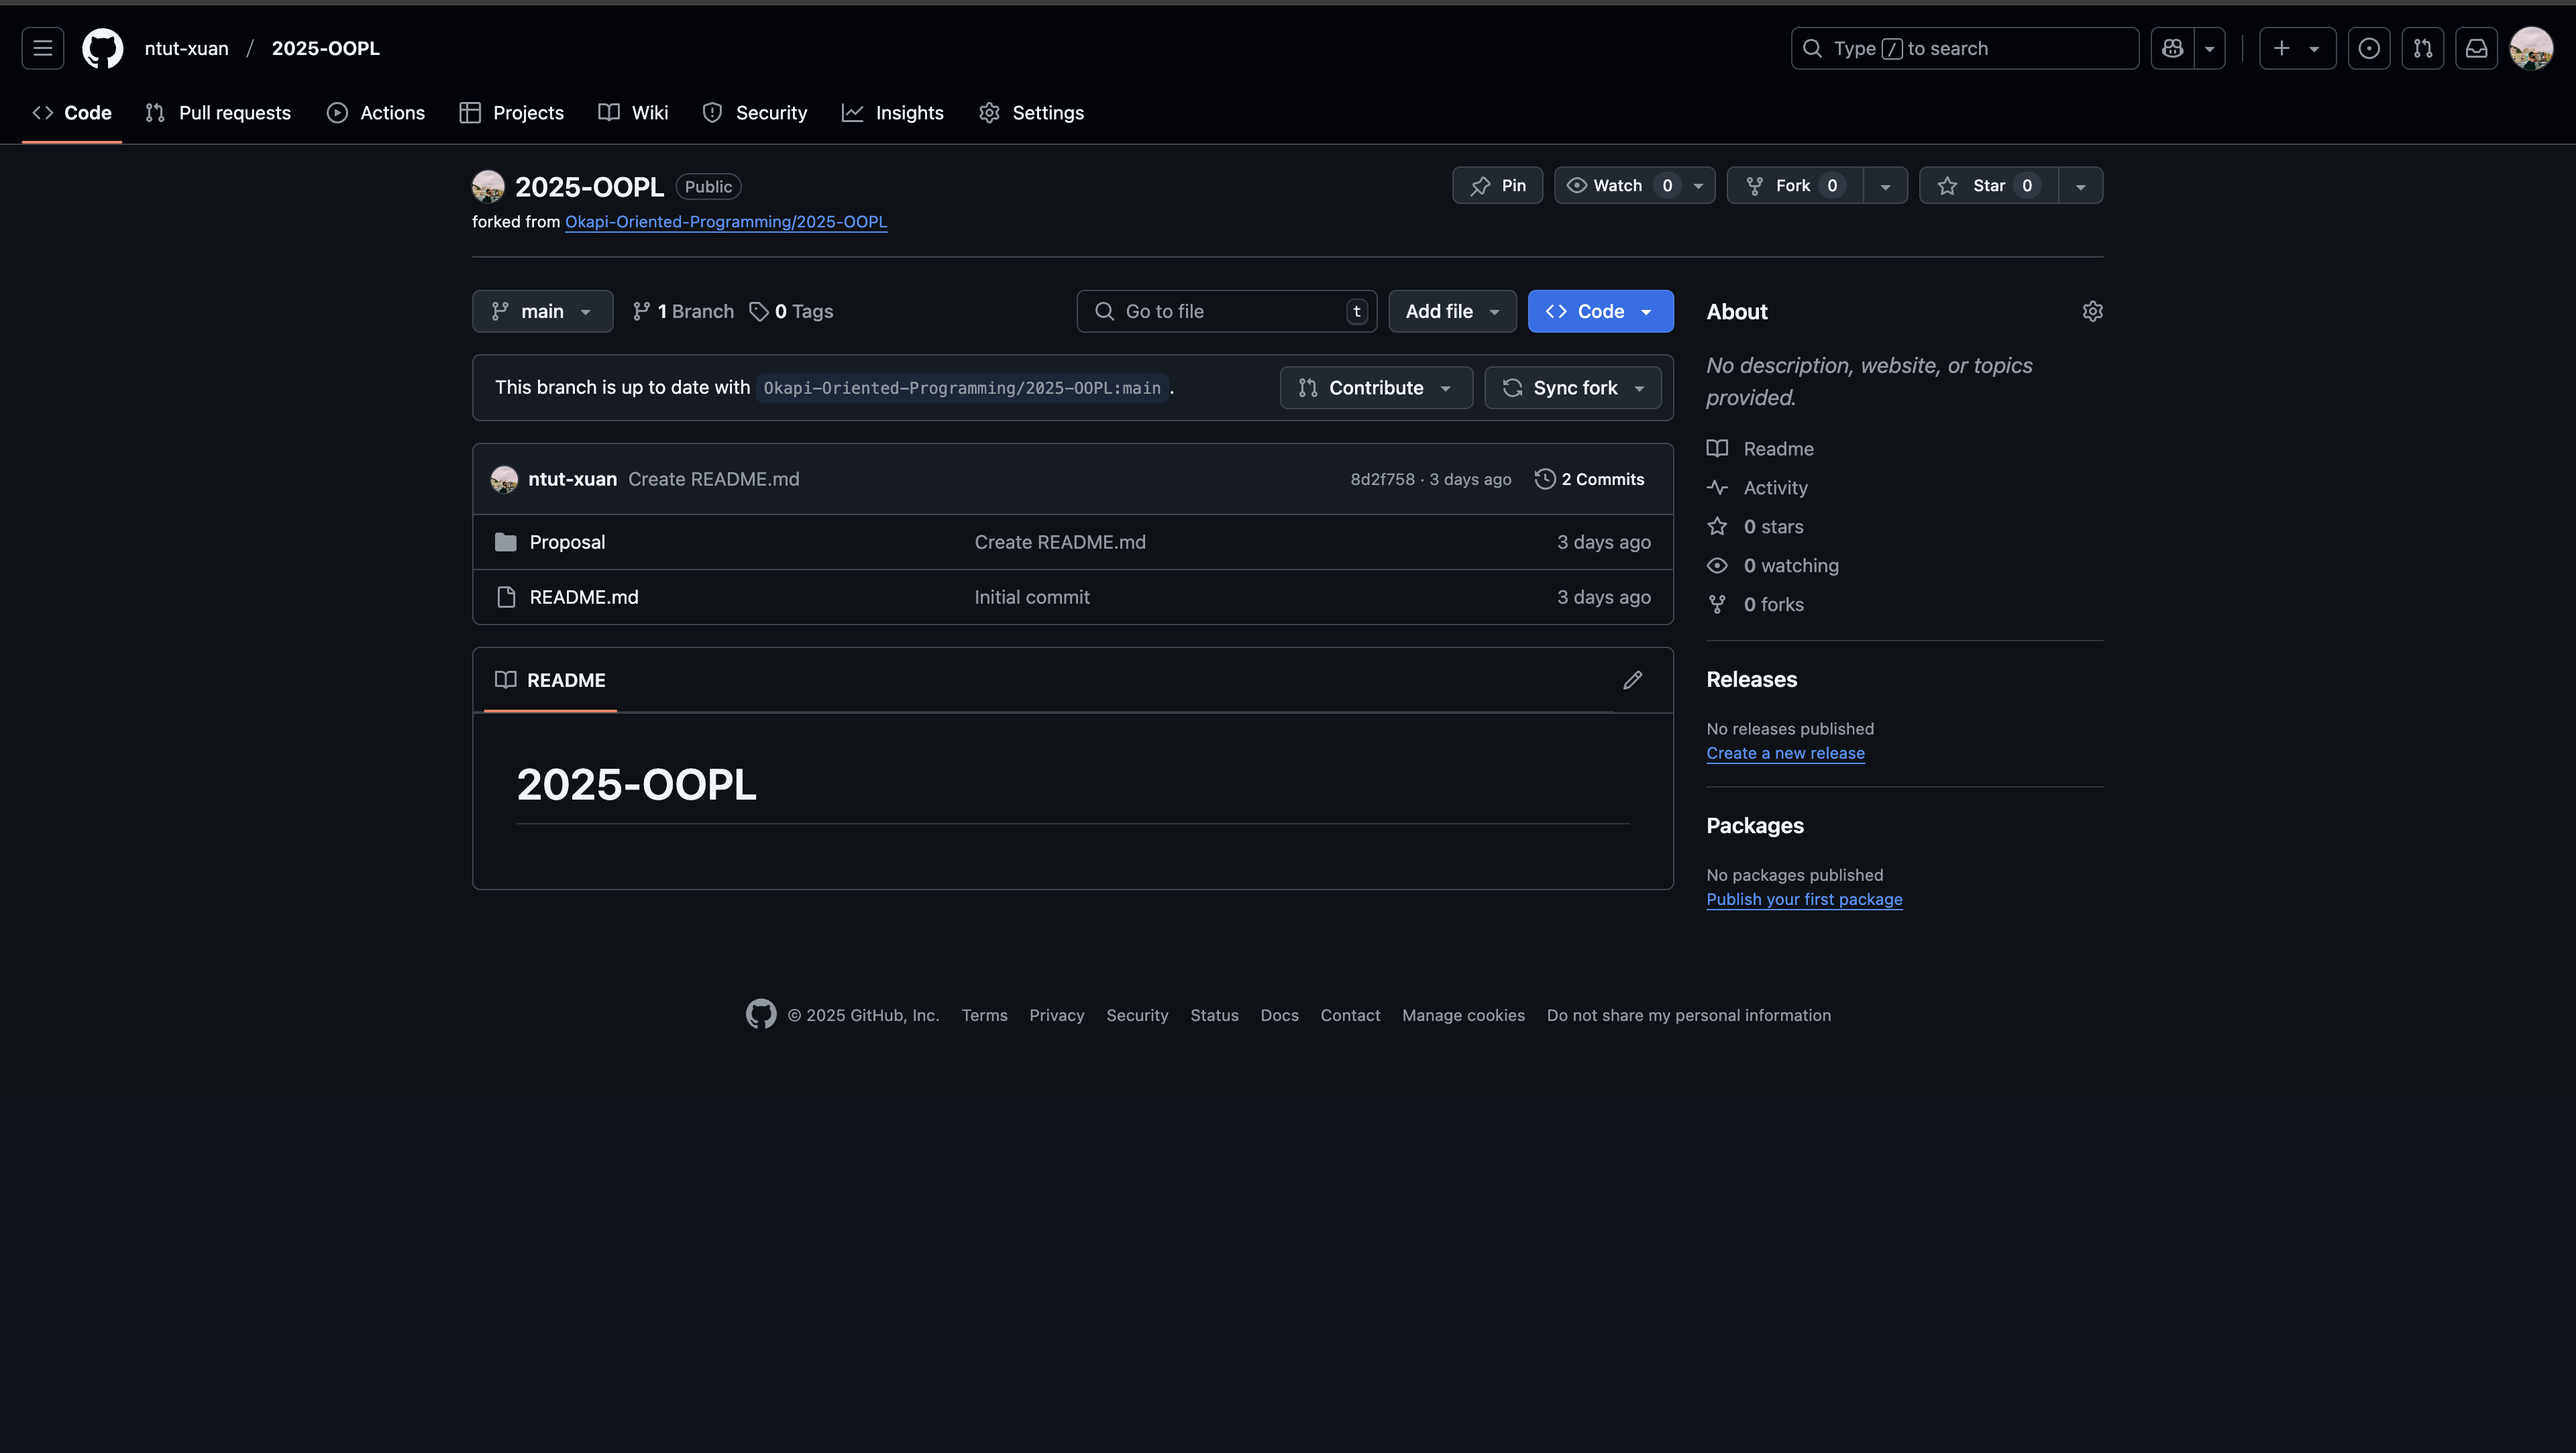 ntut-xuan / 2025-OOPL
Type / to search
Code Pull requests Actions Projects Wiki Security Insights Settings
2025-OOPL Public
Pin Watch 0 Fork 0 Star 0
forked from Okapi-Oriented-Programming/2025-OOPL
main 1 Branch 0 Tags
Go to file t Add file Code
This branch is up to date with Okapi-Oriented-Programming/2025-OOPL:main .
Contribute Sync fork
ntut-xuan Create README.md 8d2f758 · 3 days ago 2 Commits
Proposal Create README.md 3 days ago
README.md Initial commit 3 days ago
README
2025-OOPL
About
No description, website, or topics
provided.
Readme
Activity
0 stars
0 watching
0 forks
Releases
No releases published
Create a new release
Packages
No packages published
Publish your first package
© 2025 GitHub, Inc. Terms Privacy Security Status Docs Contact Manage cookies Do not share my personal information